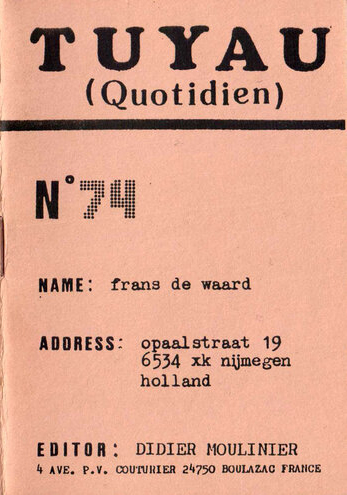 TUYAU
(Quotidien)
N° 74
NAME: frans de waard
ADDRESS: opaalstraat 19
6534 xk nijmegen
holland
EDITOR: DIDIER MOULINIER
4 AVE. P.V. COUTURIER 24750 BOULAZAC FRANCE